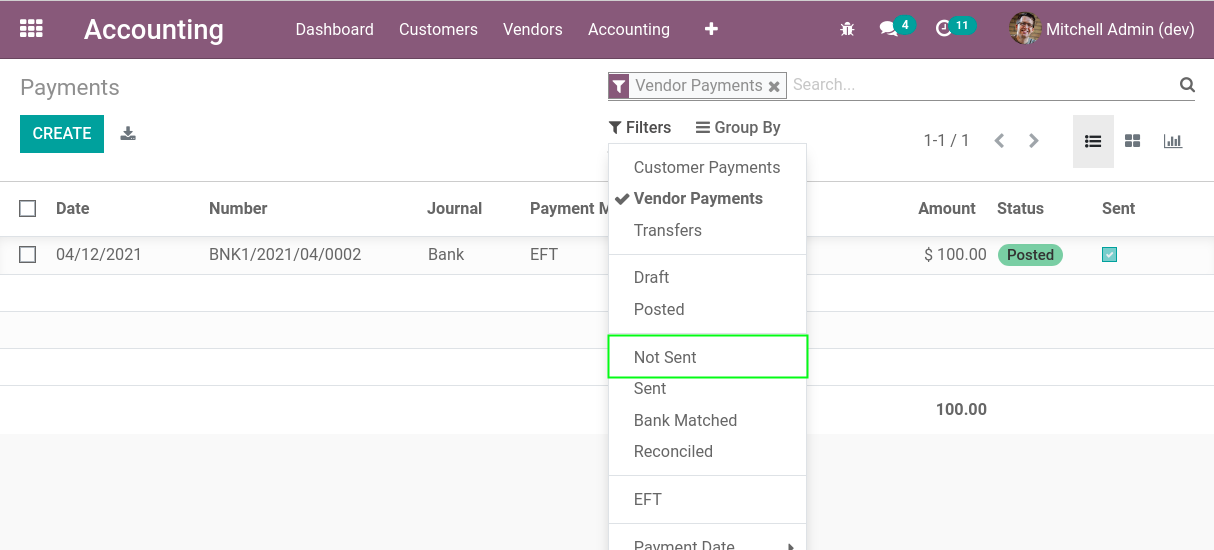 Accounting Dashboard Customers Vendors Accounting 4 11 Mitchell Admin (dev)
Payments Vendor Payments Search...
CREATE Filters Group By 1-1 / 1
Customer Payments
Vendor Payments
Transfers
Draft
Posted
Not Sent
Sent
Bank Matched
Reconciled
EFT
Payment Date
Date Number Journal Payment M Amount Status Sent
04/12/2021 BNK1/2021/04/0002 Bank EFT $ 100.00 Posted
100.00